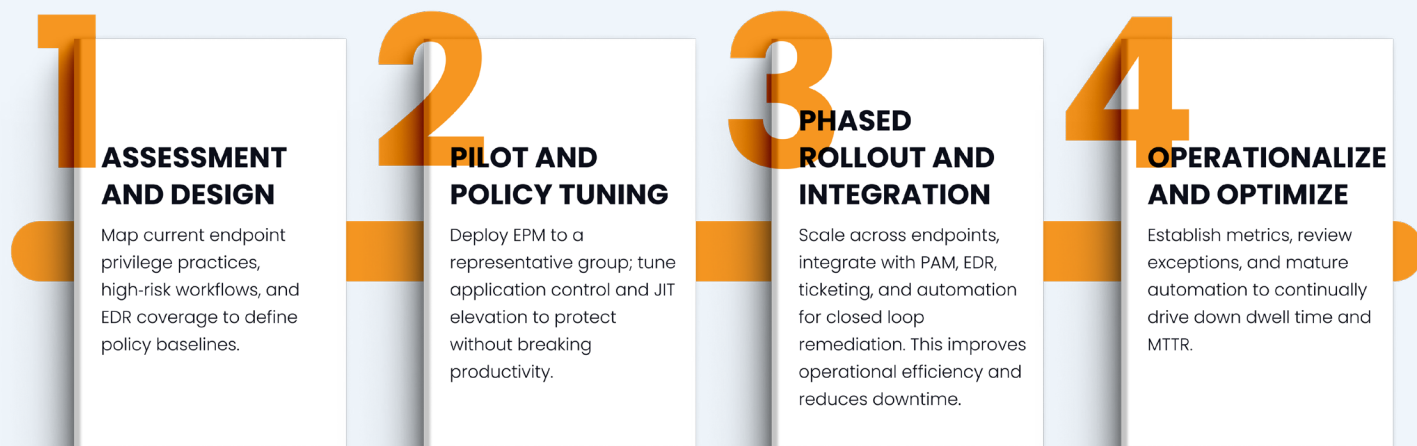 1
ASSESSMENT
AND DESIGN
Map current endpoint
privilege practices,
high-risk workflows, and
EDR coverage to define
policy baselines.
2
PILOT AND
POLICY TUNING
Deploy EPM to a
representative group; tune
application control and JIT
elevation to protect
without breaking
productivity.
3
PHASED
ROLLOUT AND
INTEGRATION
Scale across endpoints,
integrate with PAM, EDR,
ticketing, and automation
for closed loop
remediation. This improves
operational efficiency and
reduces downtime.
4
OPERATIONALIZE
AND OPTIMIZE
Establish metrics, review
exceptions, and mature
automation to continually
drive down dwell time and
MTTR.